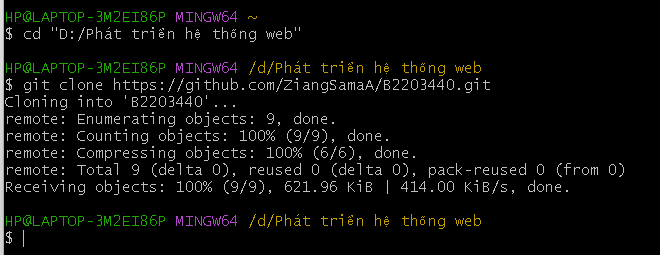 HP@LAPTOP-3M2EI86P MINGW64 ~
$ cd "D:/Phát triển hệ thống web"
HP@LAPTOP-3M2EI86P MINGW64 /d/Phát triển hệ thống web
$ git clone https://github.com/ZiangSamaA/B2203440.git
Cloning into 'B2203440'...
remote: Enumerating objects: 9, done.
remote: Counting objects: 100% (9/9), done.
remote: Compressing objects: 100% (6/6), done.
remote: Total 9 (delta 0), reused 0 (delta 0), pack-reused 0 (from 0)
Receiving objects: 100% (9/9), 621.96 KiB | 414.00 KiB/s, done.
HP@LAPTOP-3M2EI86P MINGW64 /d/Phát triển hệ thống web
$